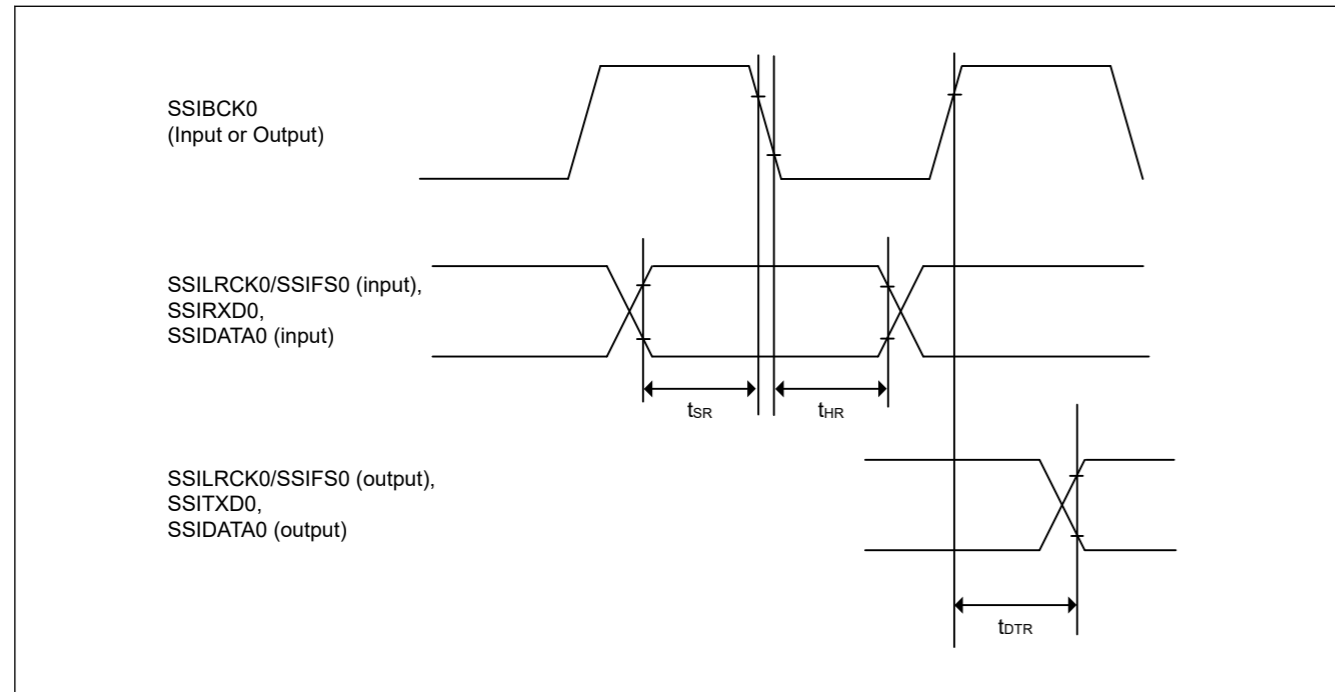 SSIBCK0
(Input or Output)
SSILRCK0/SSIFS0 (input),
SSIRXD0,
SSIDATA0 (input)
tSR
tHR
SSILRCK0/SSIFS0 (output),
SSITXD0,
SSIDATA0 (output)
tDTR